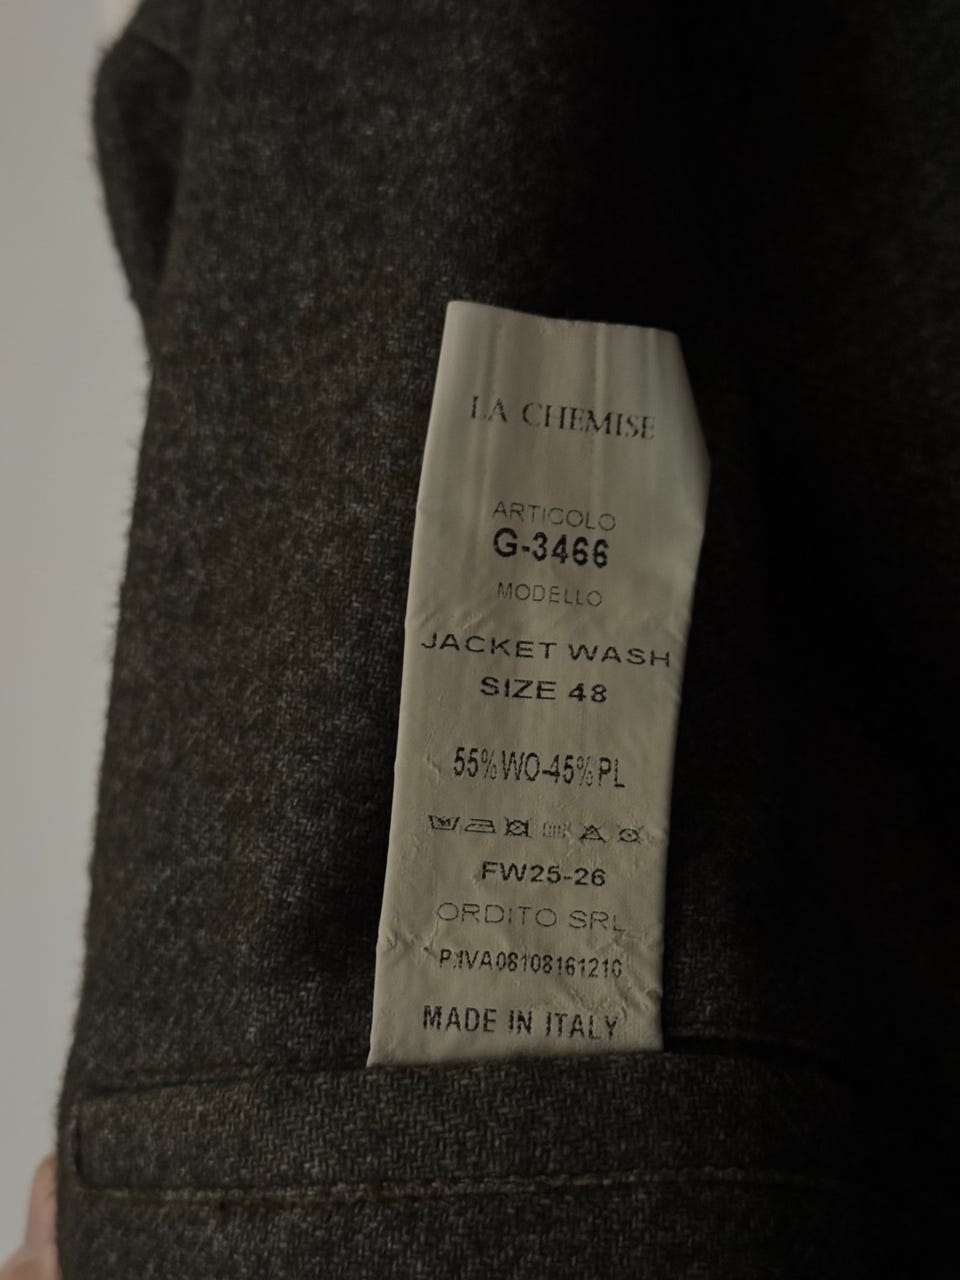 LA CHEMISE
ARTICOLO
G-3466
MODELLO
JACKET WASH
SIZE 48
55%WO-45%PL
FW25-26
ORDITO SRL
P.IVA08108161210
MADE IN ITALY